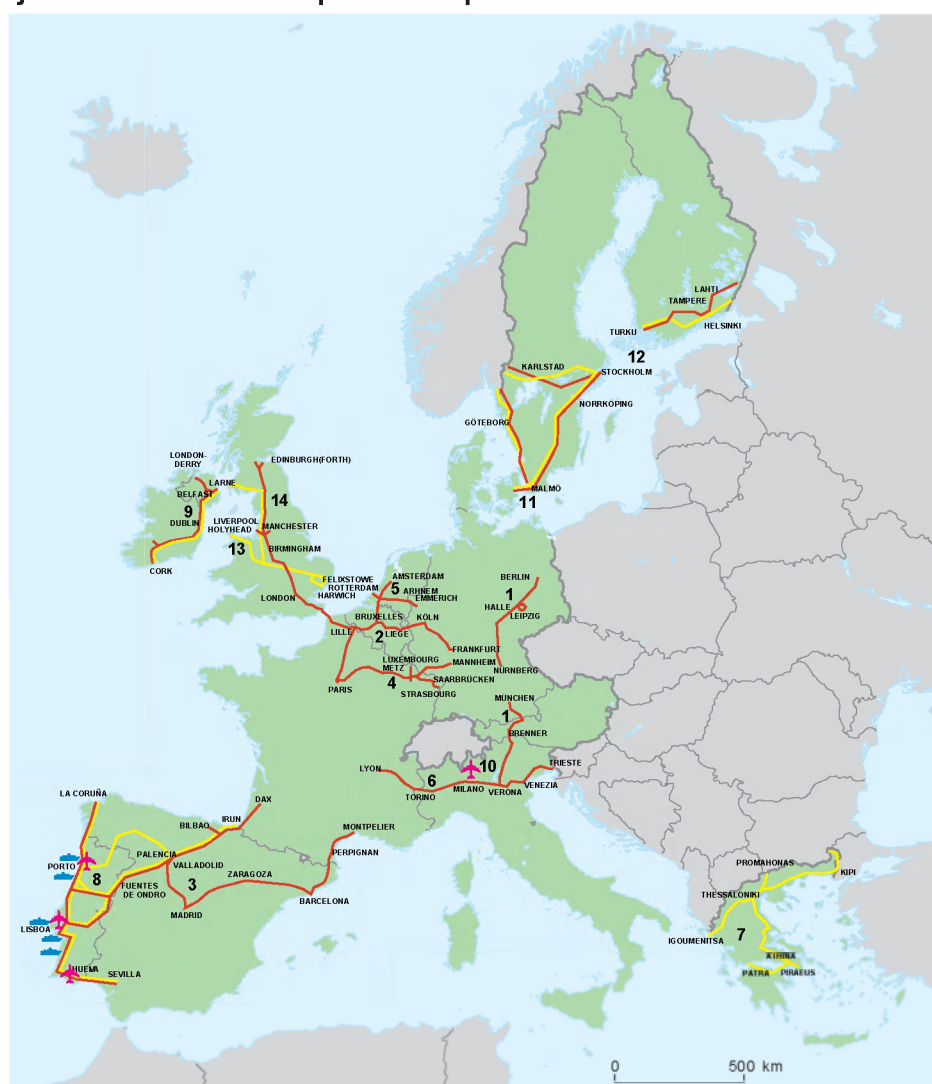 LAHTI
TAMPERE
TURKU
HELSINKI
12
KARLSTAD
STOCKHOLM
NORRKÖPING
GÖTEBORG
MALMÖ
11
LONDON-
DERRY
EDINBURGH(FORTH)
LARNE
BELFAST
9
14
DUBLIN
LIVERPOOL
HOLYHEAD
MANCHESTER
13
BIRMINGHAM
CORK
FELIXSTOWE
HARWICH
LONDON
AMSTERDAM
5
ARHNEM
ROTTERDAM
EMMERICH
BERLIN
1
HALLE
LEIPZIG
BRUXELLES
KÖLN
LILLE
2
LIEGE
FRANKFURT
LUXEMBOURG
MANNHEIM
METZ
NÜRNBERG
SAARBRÜCKEN
PARIS
4
STRASBOURG
MÜNCHEN
1
BRENNER
LYON
6
10
TRIESTE
TORINO
MILANO
VERONA
VENEZIA
LA CORUÑA
DAX
BILBAO
IRUN
MONTPELIER
PALENCIA
PERPIGNAN
PORTO
VALLADOLID
8
ZARAGOZA
FUENTES
DE ONDRO
3
MADRID
BARCELONA
LISBOA
SEVILLA
PROMAHONAS
KIPI
THESSALONIKI
IGOUMENITSA
7
ATHINA
PATRA
PIRAEUS
0
500 km